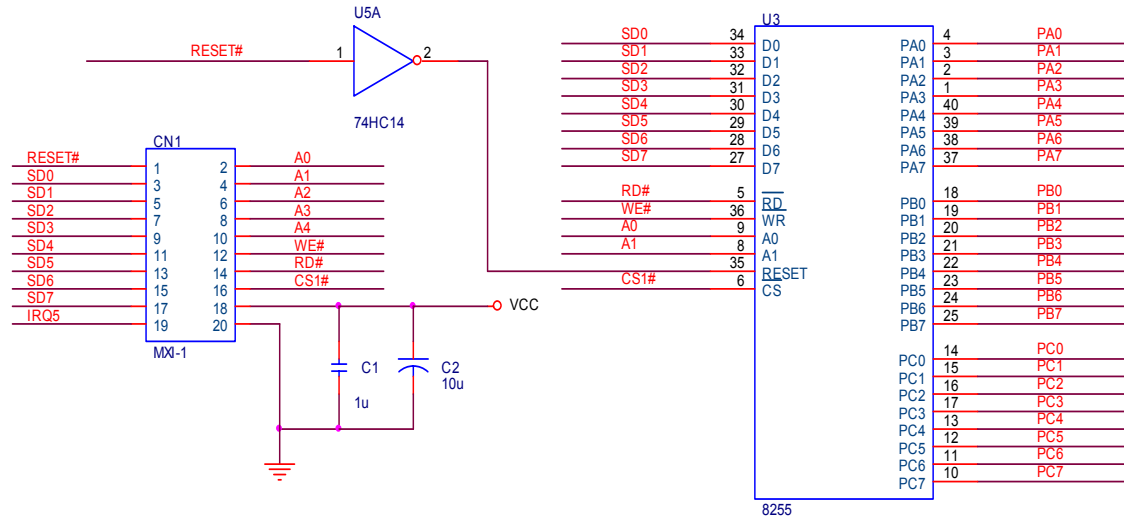 U5A
RESET#
1
2
74HC14
CN1
RESET# 1 2 A0
SD0 3 4 A1
SD1 5 6 A2
SD2 7 8 A3
SD3 9 10 A4
SD4 11 12 WE#
SD5 13 14 RD#
SD6 15 16 CS1#
SD7 17 18 VCC
IRQ5 19 20
MXI-1
C1
1u
C2
10u
U3
SD0 34 D0 PA0 4 PA0
SD1 33 D1 PA1 3 PA1
SD2 32 D2 PA2 2 PA2
SD3 31 D3 PA3 1 PA3
SD4 30 D4 PA4 40 PA4
SD5 29 D5 PA5 39 PA5
SD6 28 D6 PA6 38 PA6
SD7 27 D7 PA7 37 PA7
RD# 5 RD PB0 18 PB0
WE# 36 WR PB1 19 PB1
A0 9 A0 PB2 20 PB2
A1 8 A1 PB3 21 PB3
35 RESET PB4 22 PB4
CS1# 6 CS PB5 23 PB5
PB6 24 PB6
PB7 25 PB7
PC0 14 PC0
PC1 15 PC1
PC2 16 PC2
PC3 17 PC3
PC4 13 PC4
PC5 12 PC5
PC6 11 PC6
PC7 10 PC7
8255